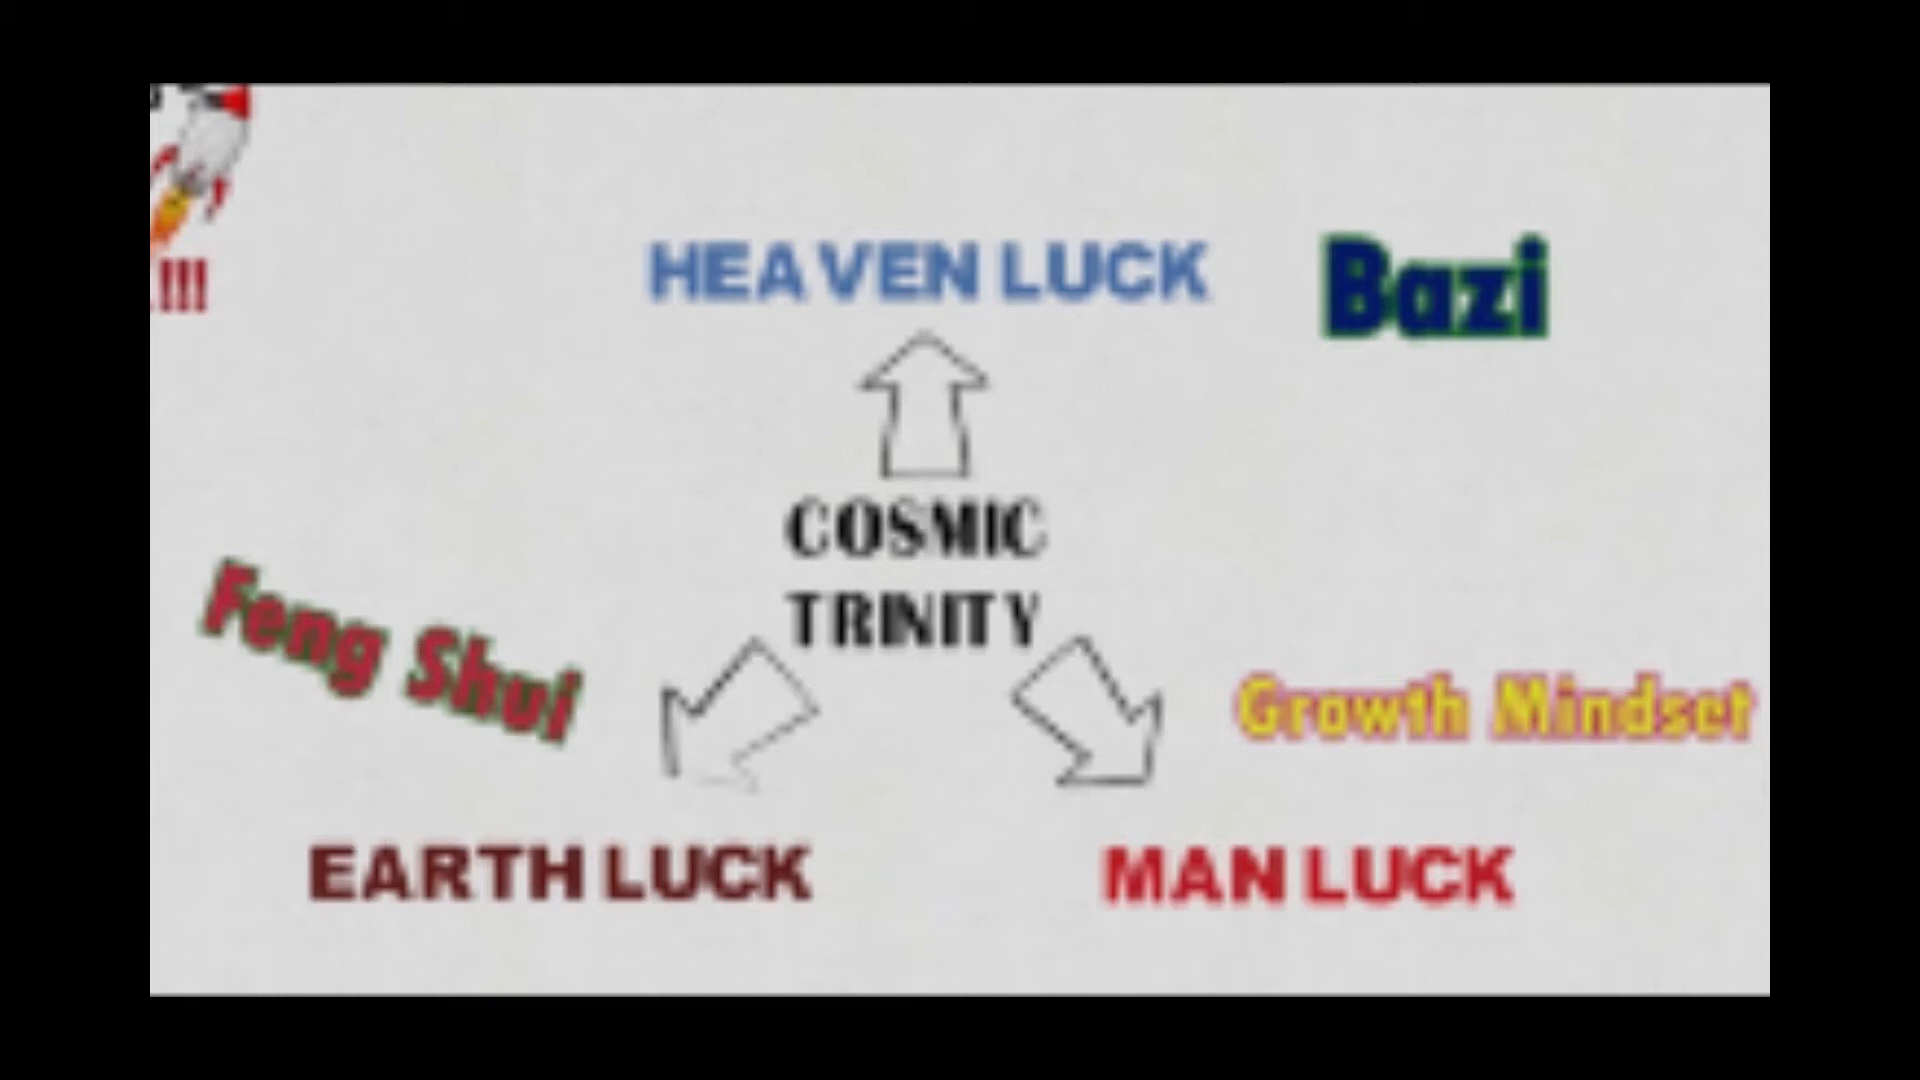 !!!
HEAVEN LUCK
Bazi
COSMIC
TRINITY
Feng Shui
Growth Mindset
EARTH LUCK
MAN LUCK